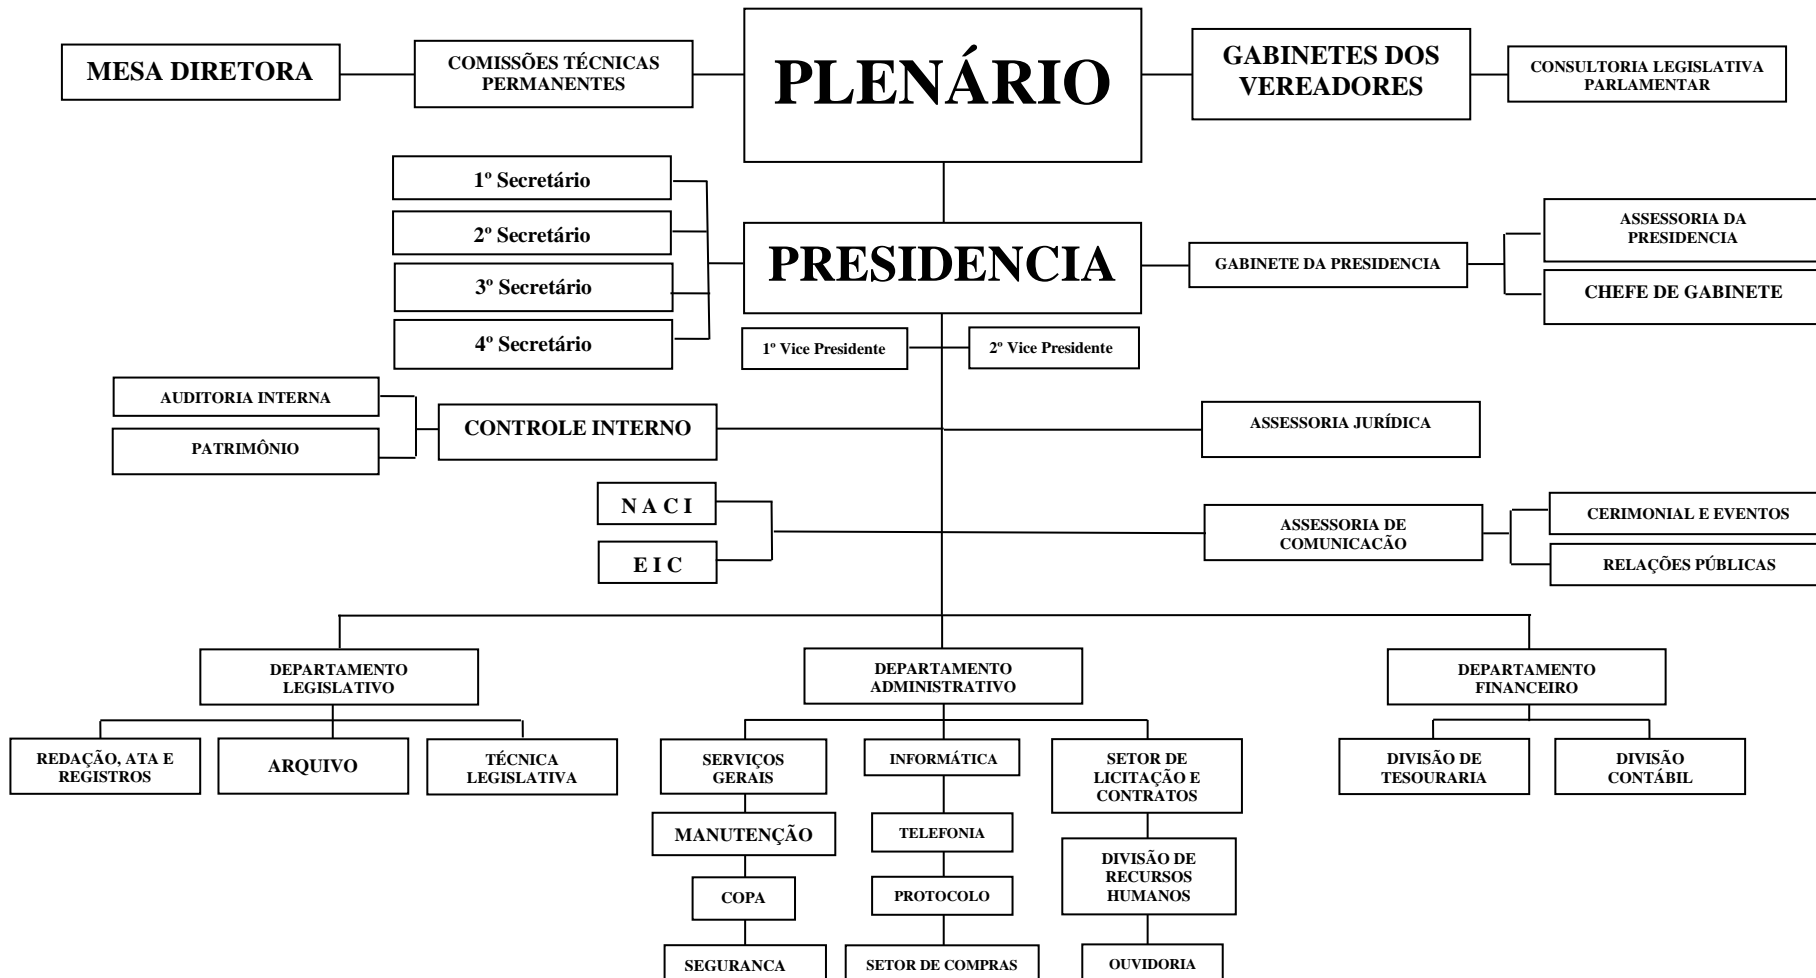 MESA DIRETORA
COMISSÕES TÉCNICAS
PERMANENTES
PLENÁRIO
GABINETES DOS
VEREADORES
CONSULTORIA LEGISLATIVA
PARLAMENTAR
1º Secretário
2º Secretário
3º Secretário
4º Secretário
PRESIDENCIA
GABINETE DA PRESIDENCIA
ASSESSORIA DA
PRESIDENCIA
CHEFE DE GABINETE
1º Vice Presidente
2º Vice Presidente
AUDITORIA INTERNA
PATRIMÔNIO
CONTROLE INTERNO
ASSESSORIA JURÍDICA
N A C I
E I C
ASSESSORIA DE
COMUNICACÃO
CERIMONIAL E EVENTOS
RELAÇÕES PÚBLICAS
DEPARTAMENTO
LEGISLATIVO
DEPARTAMENTO
ADMINISTRATIVO
DEPARTAMENTO
FINANCEIRO
REDAÇÃO, ATA E
REGISTROS
ARQUIVO
TÉCNICA
LEGISLATIVA
SERVIÇOS
GERAIS
INFORMÁTICA
SETOR DE
LICITAÇÃO E
CONTRATOS
DIVISÃO DE
TESOURARIA
DIVISÃO
CONTÁBIL
MANUTENÇÃO
TELEFONIA
DIVISÃO DE
RECURSOS
HUMANOS
COPA
PROTOCOLO
SEGURANCA
SETOR DE COMPRAS
OUVIDORIA